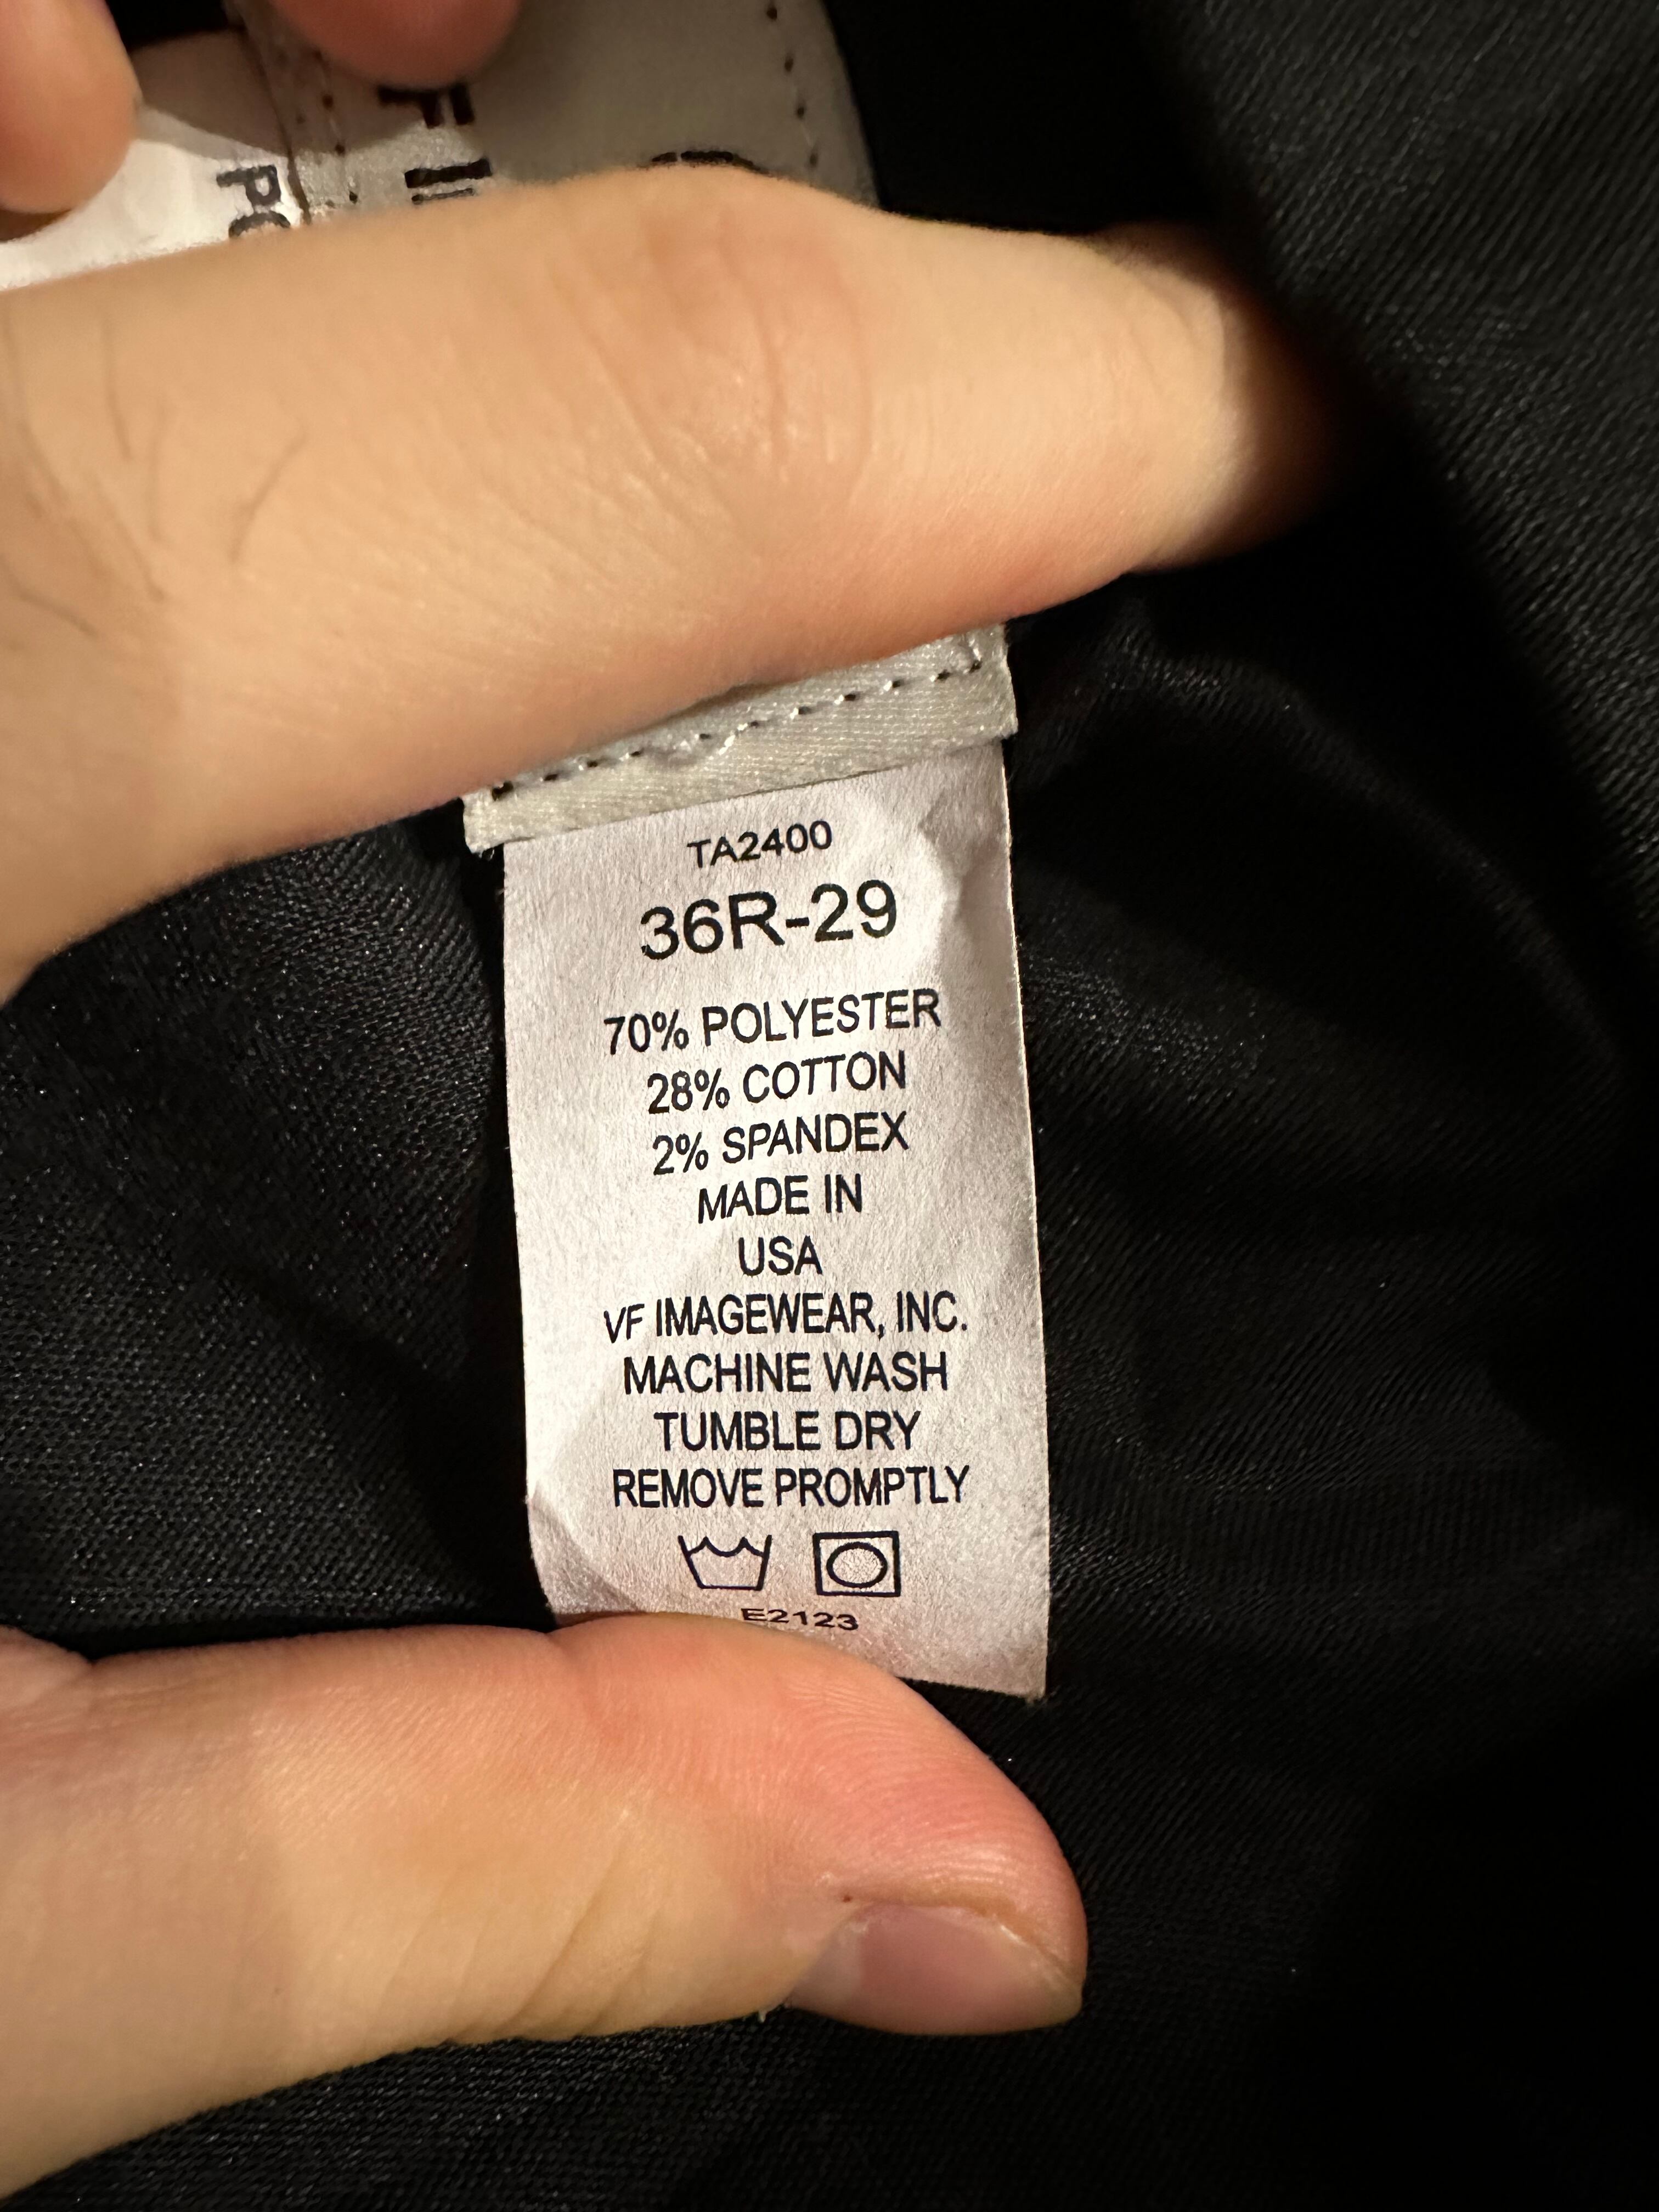 TA2400
36R-29
70% POLYESTER
28% COTTON
2% SPANDEX
MADE IN
USA
VF IMAGEWEAR, INC.
MACHINE WASH
TUMBLE DRY
REMOVE PROMPTLY
E2123